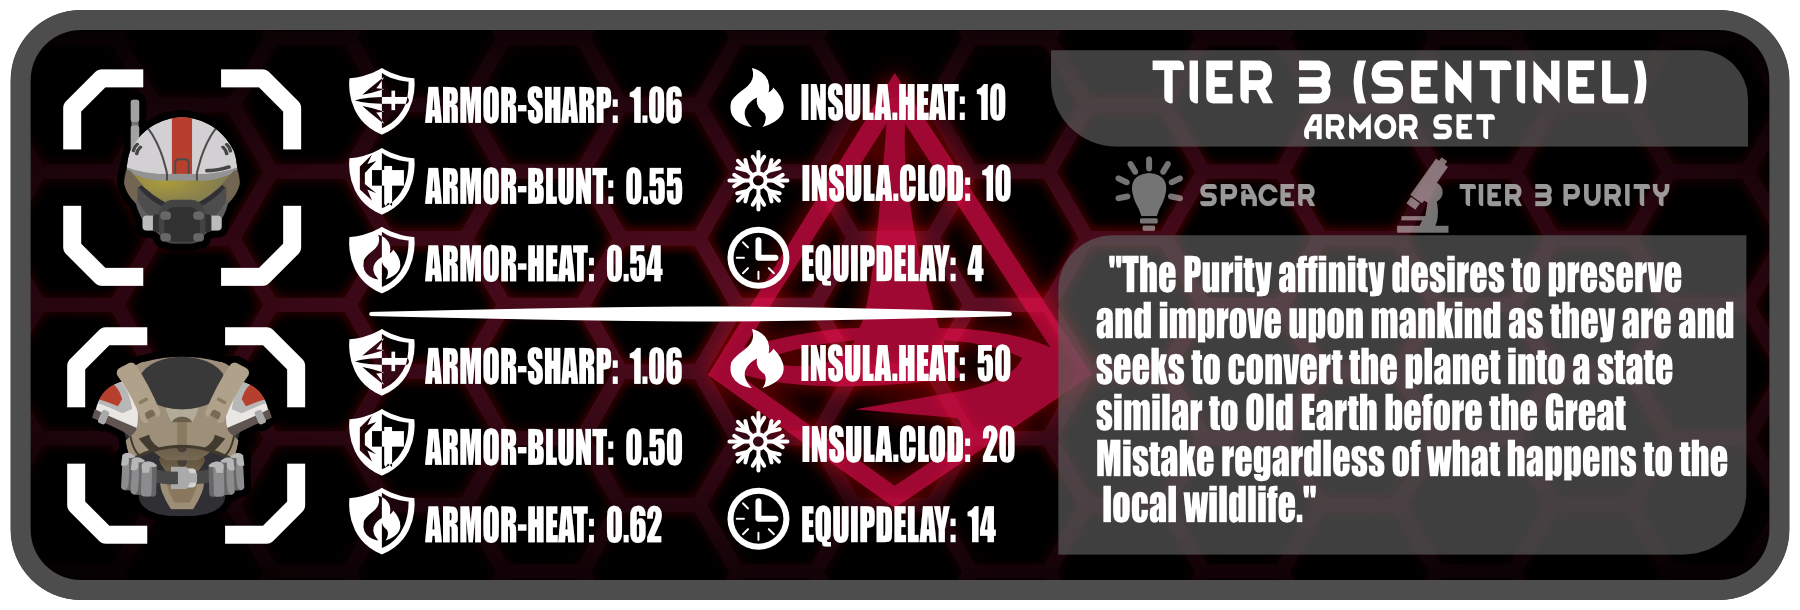 ARMOR-SHARP: 1.06
ARMOR-BLUNT: 0.55
ARMOR-HEAT: 0.54
INSULA.HEAT: 10
INSULA.CLOD: 10
EQUIPDELAY: 4
ARMOR-SHARP: 1.06
ARMOR-BLUNT: 0.50
ARMOR-HEAT: 0.62
INSULA.HEAT: 50
INSULA.CLOD: 20
EQUIPDELAY: 14
TIER 3 (SENTINEL)
ARMOR SET
SPACER
TIER 3 PURITY
"The Purity affinity desires to preserve
and improve upon mankind as they are and
seeks to convert the planet into a state
similar to Old Earth before the Great
Mistake regardless of what happens to the
local wildlife."